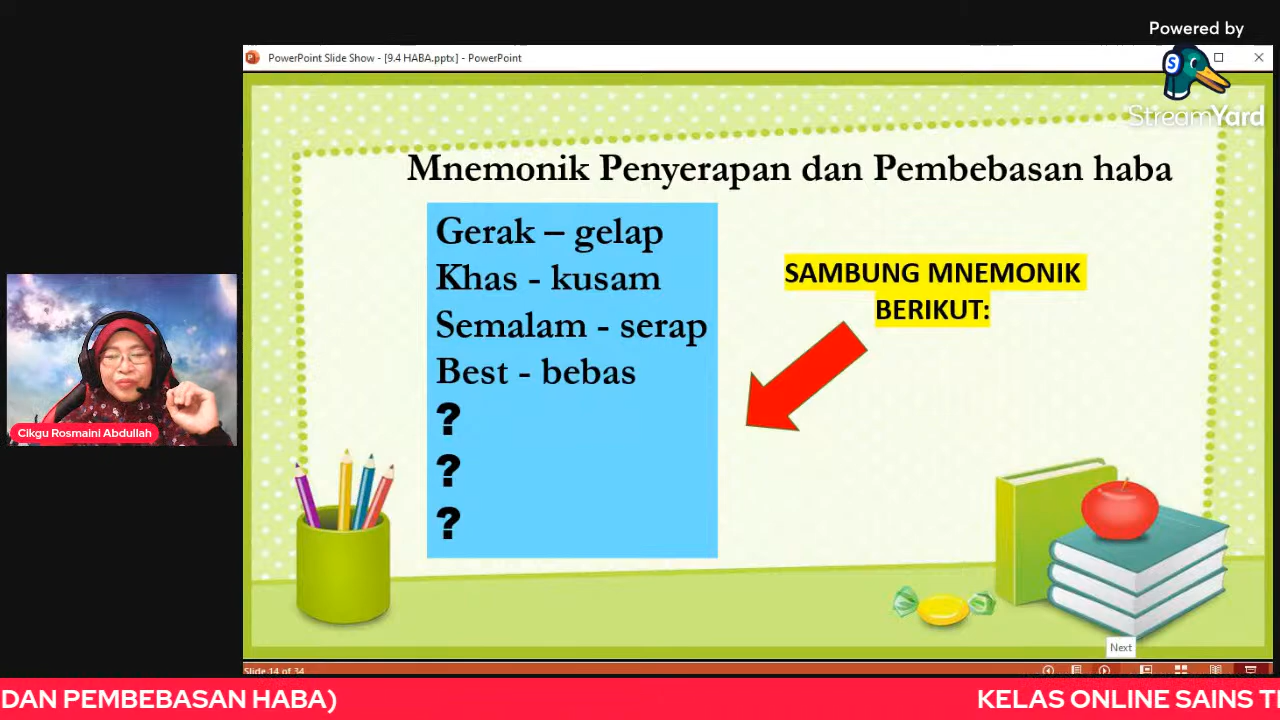 Powered by
StreamYard
PowerPoint Slide Show - [9.4 HABA.pptx] - PowerPoint
Mnemonik Penyerapan dan Pembebasan haba
Gerak – gelap
Khas - kusam
Semalam - serap
Best - bebas
?
?
?
SAMBUNG MNEMONIK
BERIKUT:
Cikgu Rosmaini Abdullah
Next
Slide 14 of 34
DAN PEMBEBASAN HABA)
KELAS ONLINE SAINS